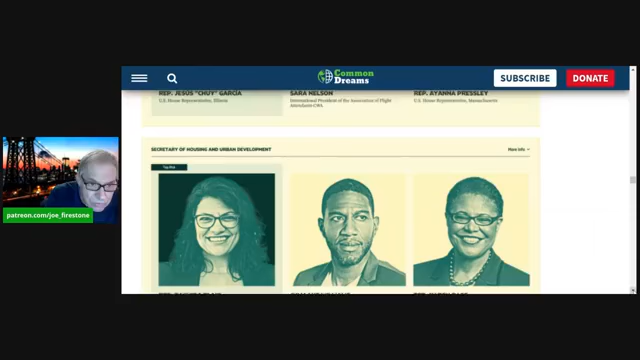 Common
Dreams
SUBSCRIBE
DONATE
REP. JESÚS "CHUY" GARCÍA
U.S. House Representative, Illinois
SARA NELSON
International President of the Association of Flight
Attendants-CWA
REP. AYANNA PRESSLEY
U.S. House Representative, Massachusetts
SECRETARY OF HOUSING AND URBAN DEVELOPMENT
More info
Top Pick
patreon.com/joe_firestone